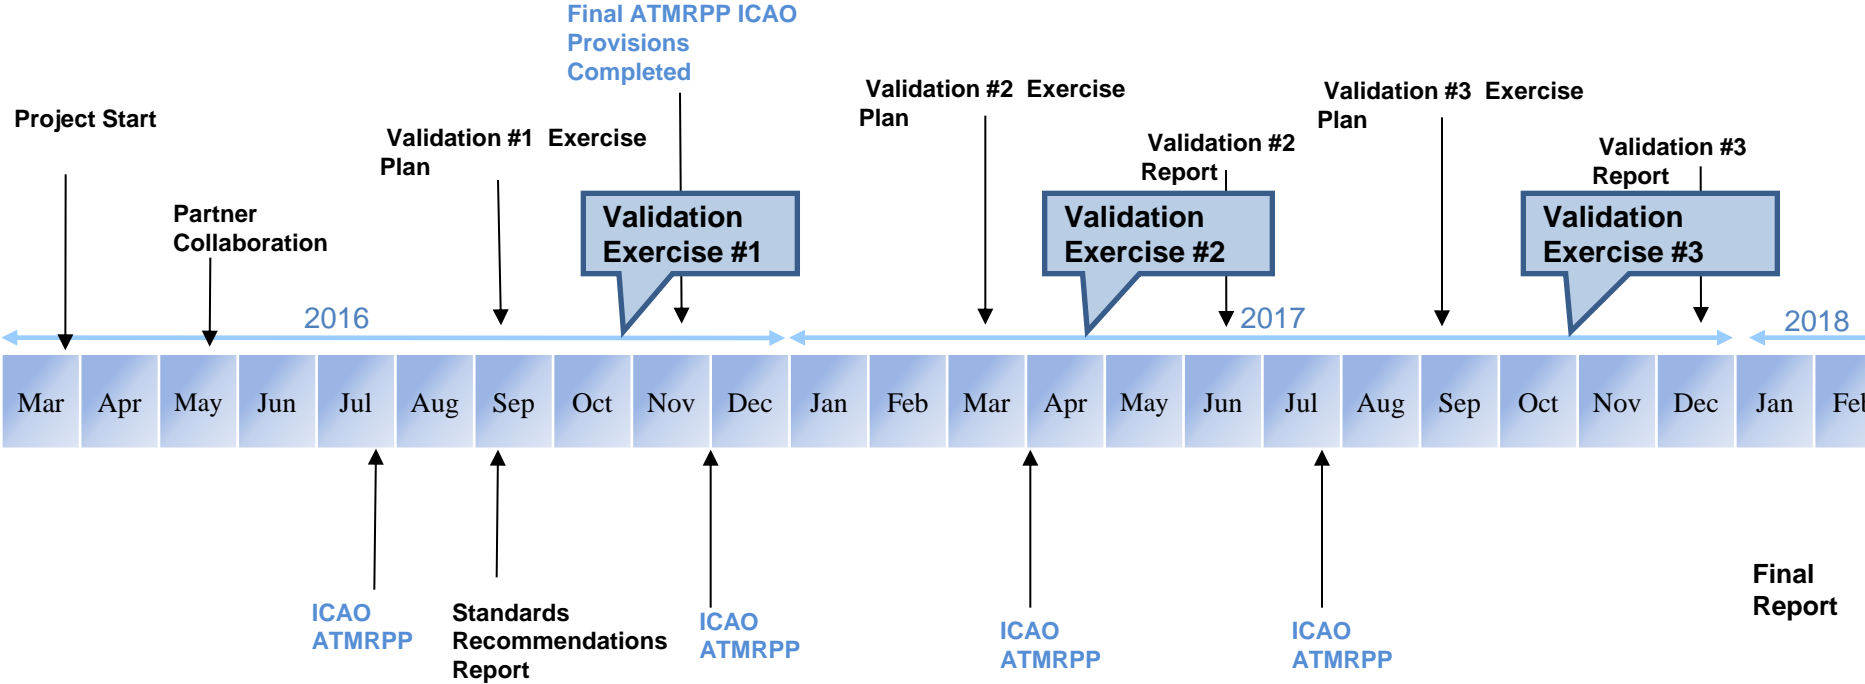 Final ATMRPP ICAO
Provisions
Completed
Project Start
Validation #1 Exercise
Plan
Validation #2 Exercise
Plan
Validation #3 Exercise
Plan
Validation #2
Report
Validation #3
Report
Partner
Collaboration
Validation
Exercise #1
Validation
Exercise #2
Validation
Exercise #3
2016
2017
2018
Mar Apr May Jun Jul Aug Sep Oct Nov Dec Jan Feb Mar Apr May Jun Jul Aug Sep Oct Nov Dec Jan Feb
ICAO
ATMRPP
Standards
Recommendations
Report
ICAO
ATMRPP
ICAO
ATMRPP
ICAO
ATMRPP
Final
Report